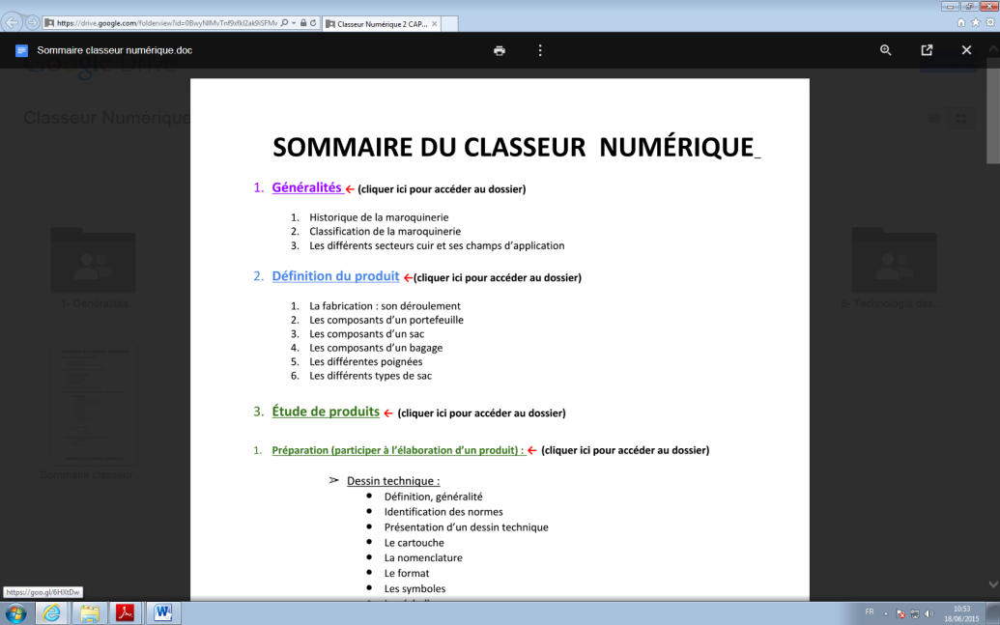 https://drive.google.com/folderview?id=0BwyNlMvTnf9xfklZak9iSFMv
Classeur Numérique 2 CAP...
Sommaire classeur numérique.doc
Google Drive
Classeur Numérique
SOMMAIRE DU CLASSEUR NUMÉRIQUE
1. Généralités ← (cliquer ici pour accéder au dossier)
1. Historique de la maroquinerie
2. Classification de la maroquinerie
3. Les différents secteurs cuir et ses champs d’application
2. Définition du produit ←(cliquer ici pour accéder au dossier)
1. La fabrication : son déroulement
2. Les composants d’un portefeuille
3. Les composants d’un sac
4. Les composants d’un bagage
5. Les différentes poignées
6. Les différents types de sac
1- Généralités
5- Technologie des...
3. Étude de produits ← (cliquer ici pour accéder au dossier)
1. Préparation (participer à l’élaboration d’un produit) : ← (cliquer ici pour accéder au dossier)
Sommaire classeur
➢ Dessin technique :
● Définition, généralité
● Identification des normes
● Présentation d’un dessin technique
● Le cartouche
● La nomenclature
● Le format
● Les symboles
https://goo.gl/6HXtDw
FR
10:53
18/06/2015